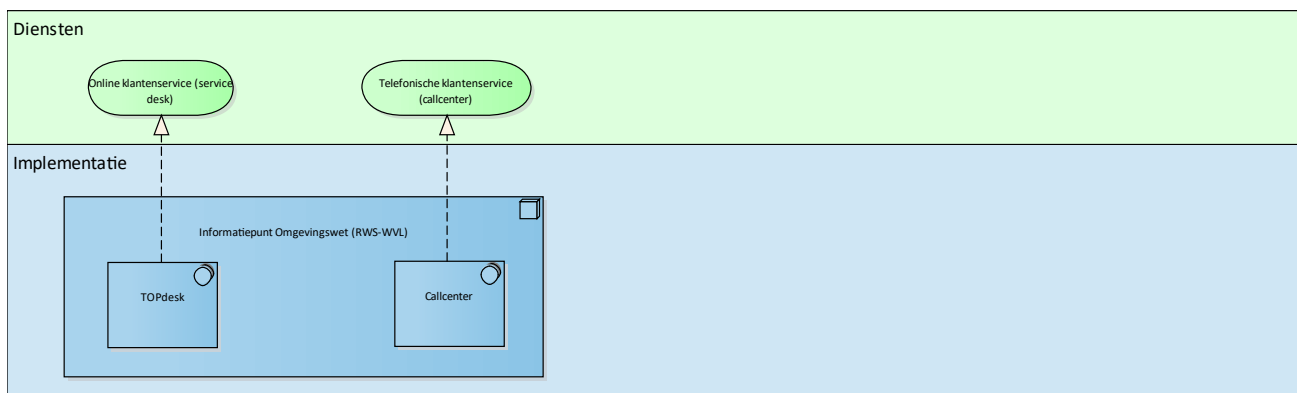 Diensten
Online klantenservice (service
desk)
Telefonische klantenservice
(callcenter)
Implementatie
Informatiepunt Omgevingswet (RWS-WVL)
TOPdesk
Callcenter